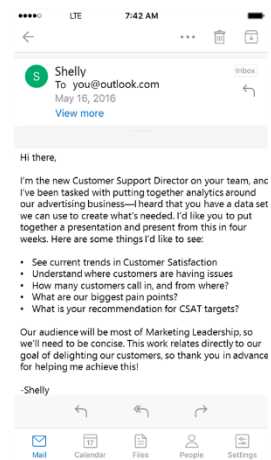 LTE 7:42 AM
S Shelly Inbox
To you@outlook.com
May 16, 2016
View more
Hi there,
I'm the new Customer Support Director on your team, and
I've been tasked with putting together analytics around
our advertising business—I heard that you have a data set
we can use to create what's needed. I'd like you to put
together a presentation and present from this in four
weeks. Here are some things I'd like to see:
• See current trends in Customer Satisfaction
• Understand where customers are having issues
• How many customers call in, and from where?
• What are our biggest pain points?
• What is your recommendation for CSAT targets?
Our audience will be most of Marketing Leadership, so
we'll need to be concise. This work relates directly to our
goal of delighting our customers, so thank you in advance
for helping me achieve this!
-Shelly
17
Mail Calendar Files People Settings